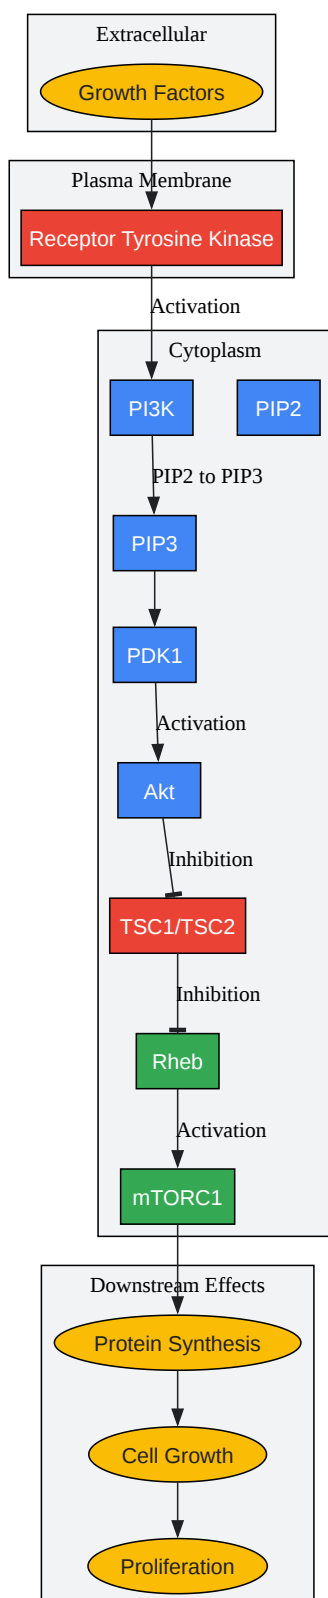 Extracellular
Growth Factors
Plasma Membrane
Receptor Tyrosine Kinase
Activation
Cytoplasm
PI3K
PIP2
PIP2 to PIP3
PIP3
PDK1
Activation
Akt
Inhibition
TSC1/TSC2
Inhibition
Rheb
Activation
mTORC1
Downstream Effects
Protein Synthesis
Cell Growth
Proliferation